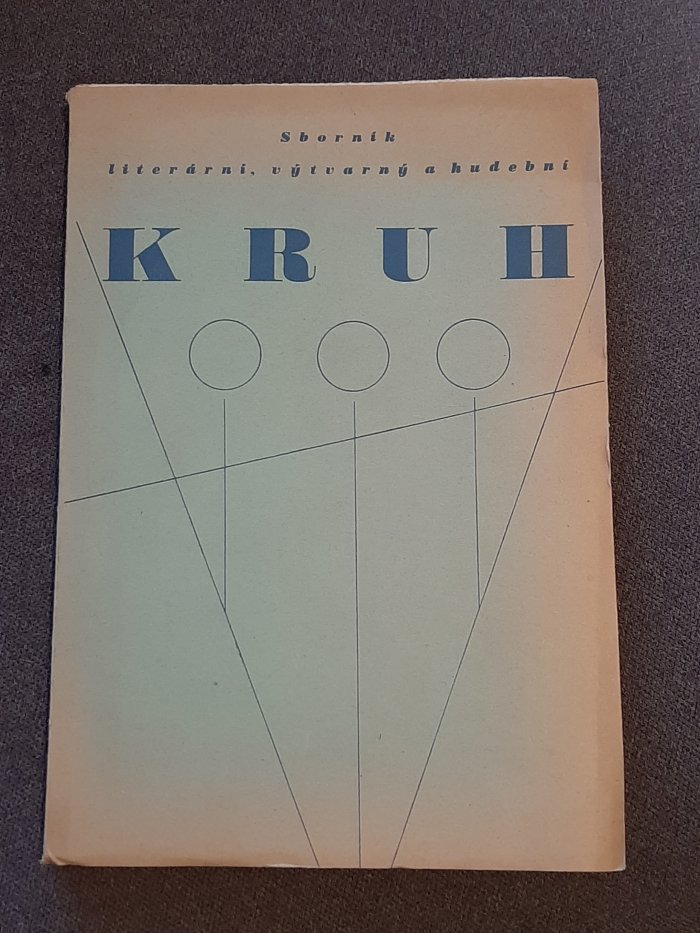 Sborník
literární, výtvarný a hudební
KRUH